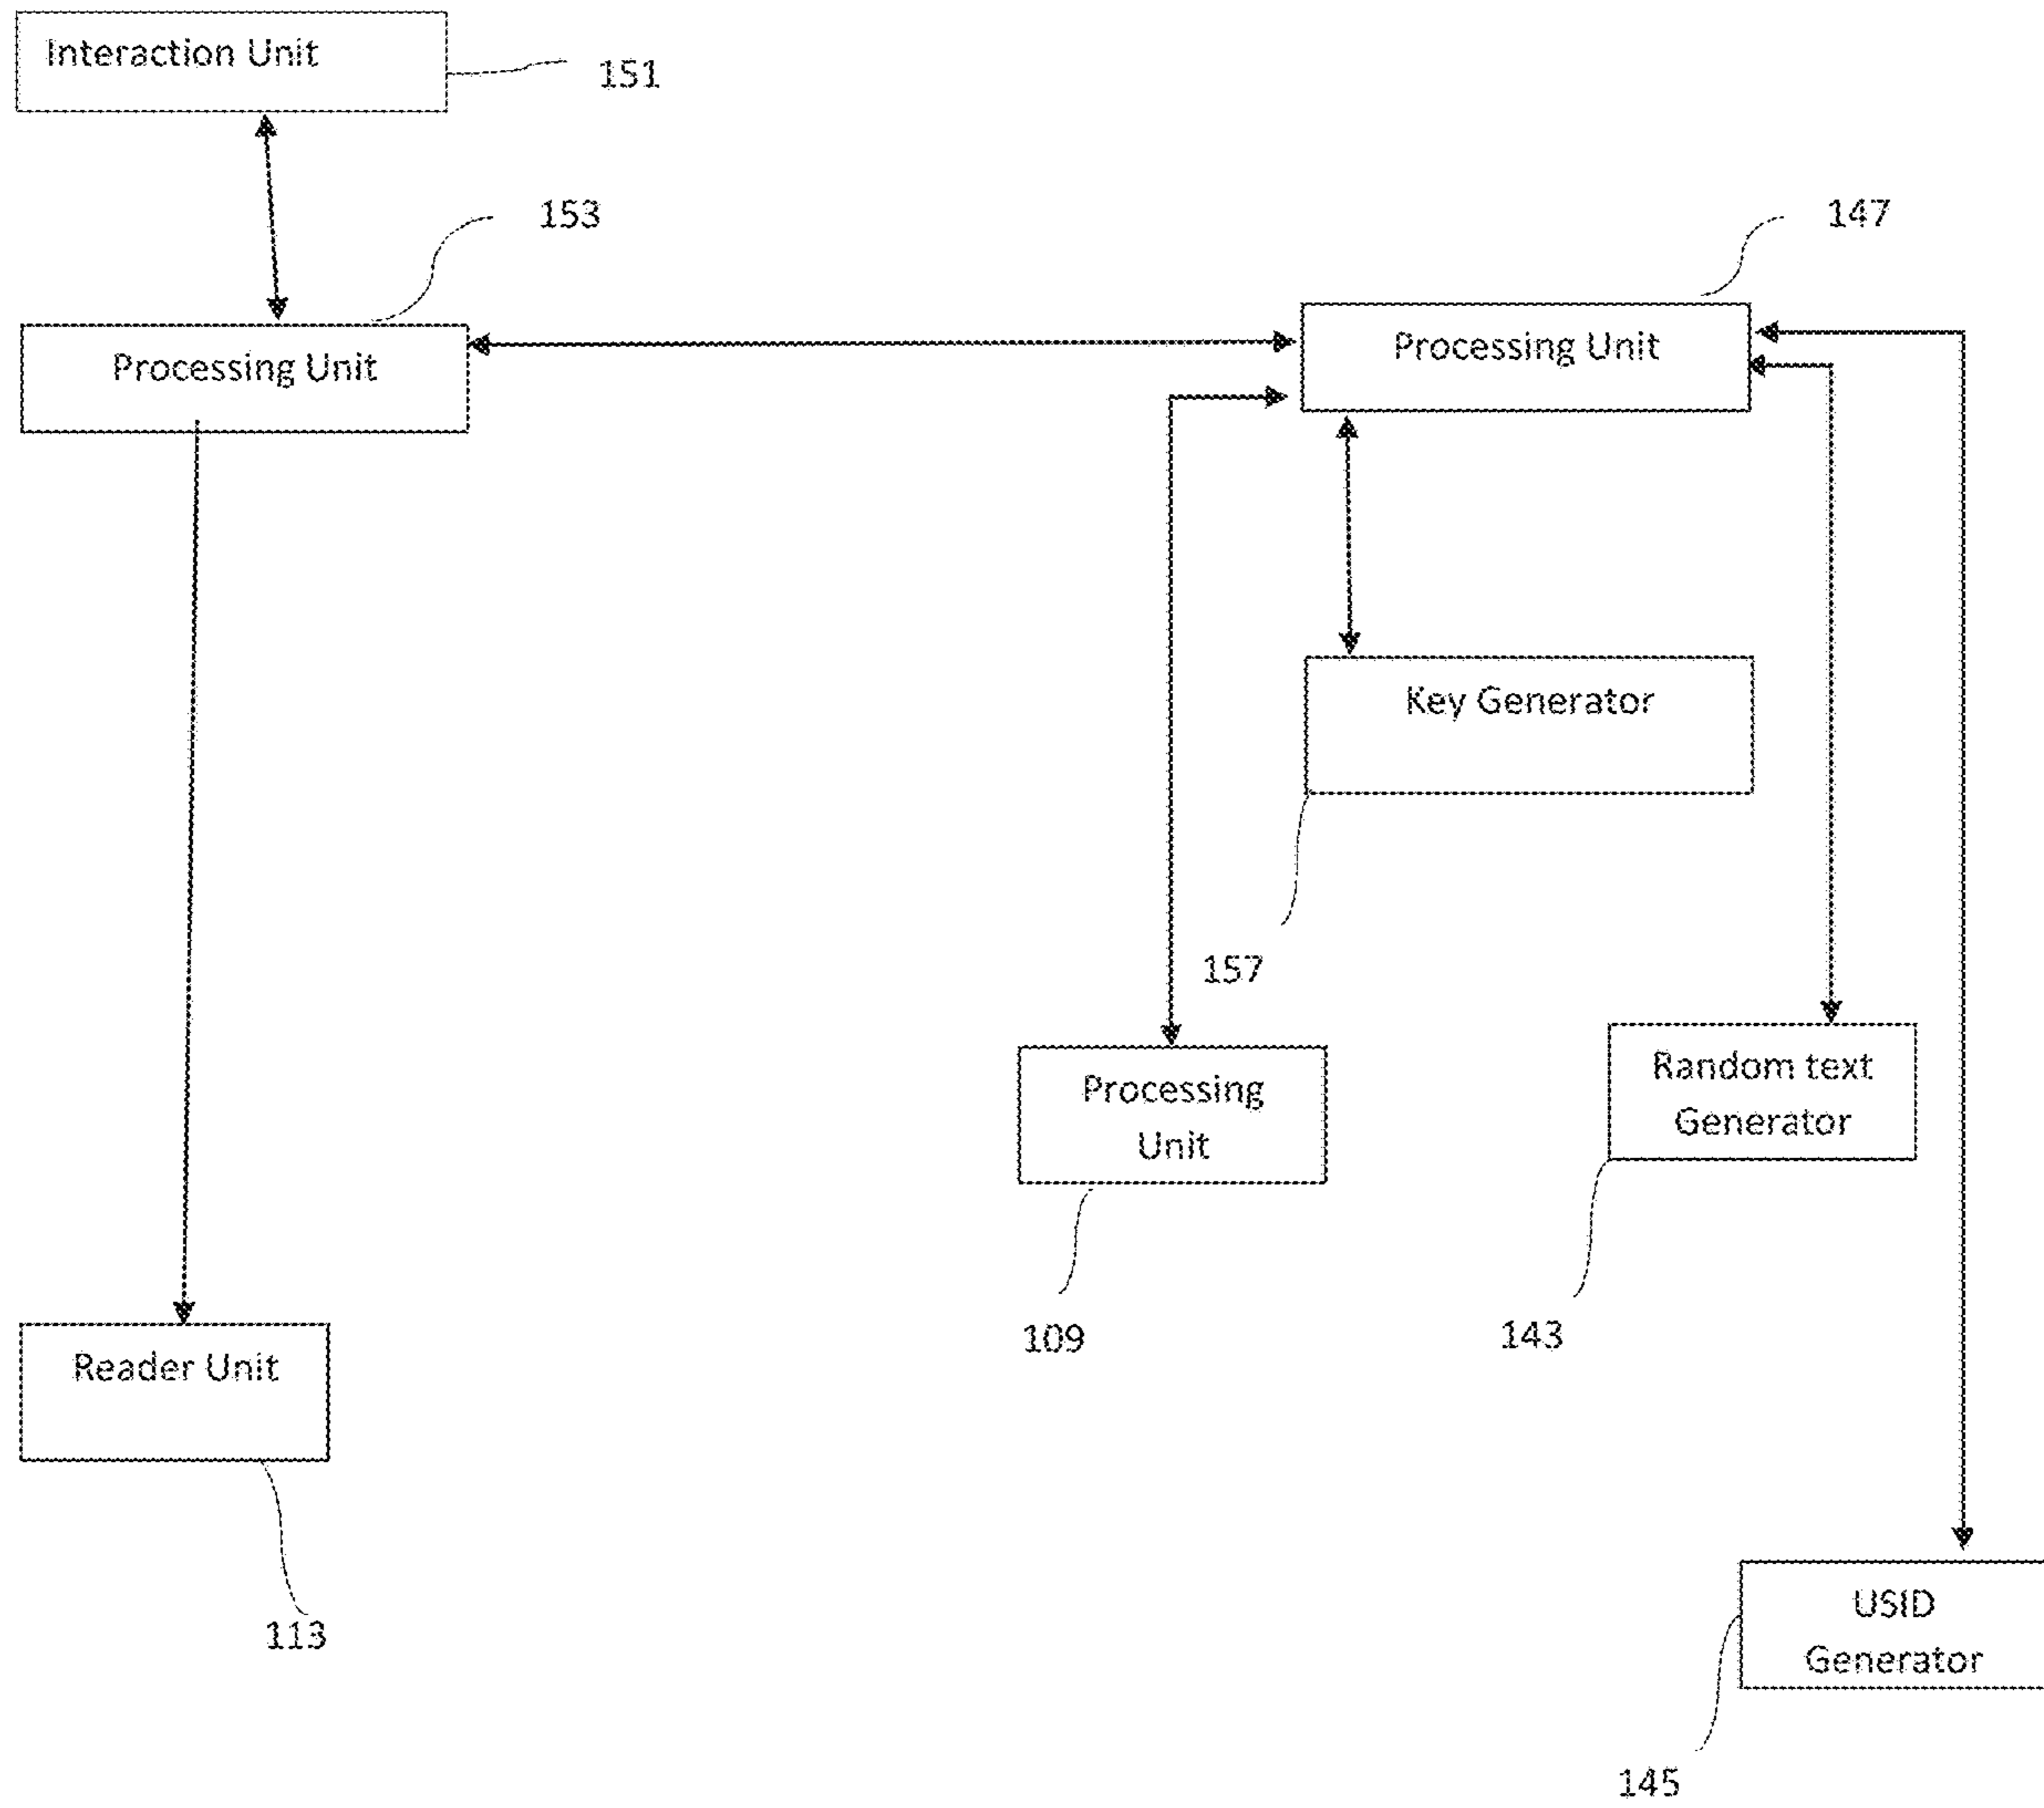 Interaction Unit
151
153
147
Processing Unit
Processing Unit
Key Generator
157
Processing
Unit
Random text
Generator
109
143
Reader Unit
113
USID
Generator
145